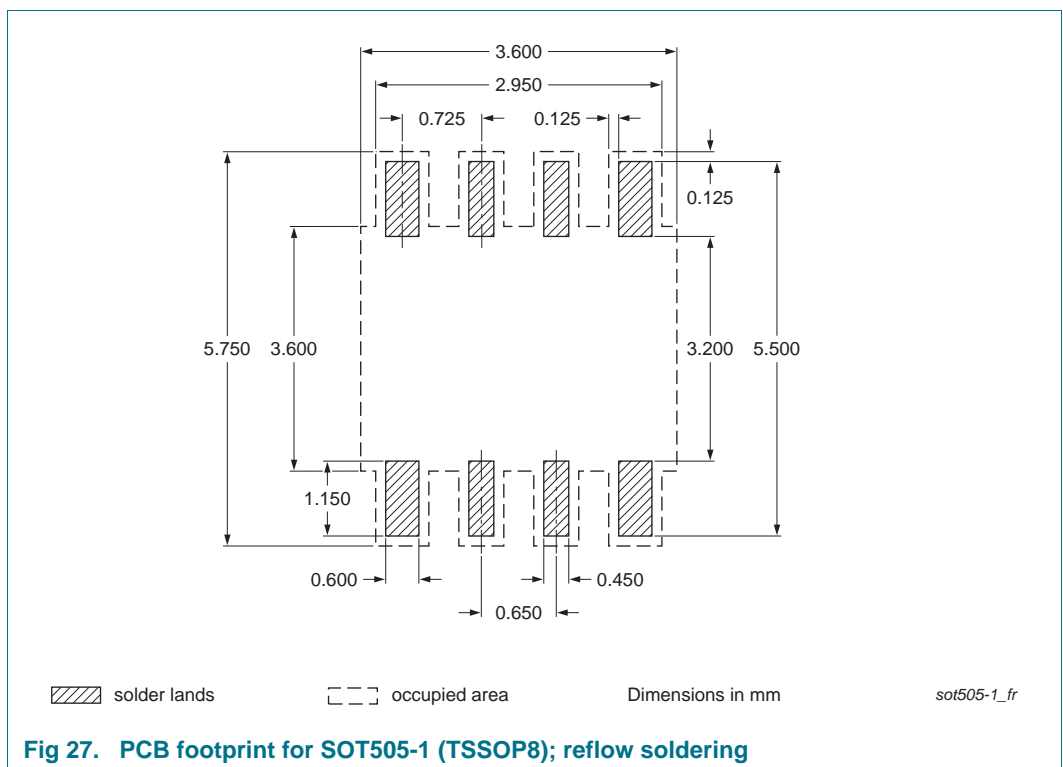 3.600
2.950
0.725
0.125
0.125
5.750
3.600
3.200
5.500
1.150
0.600
0.450
0.650
solder lands
occupied area
Dimensions in mm
sot505-1_fr
Fig 27. PCB footprint for SOT505-1 (TSSOP8); reflow soldering